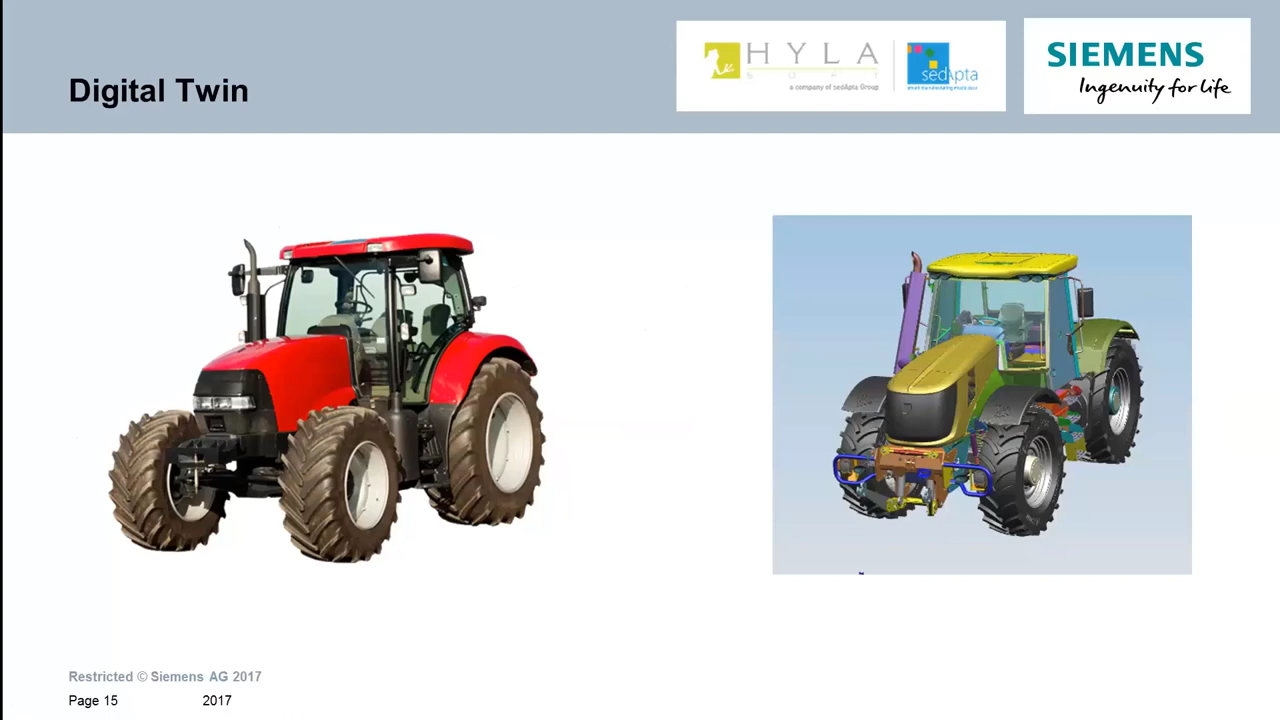 Digital Twin
HYLA
SOFT
a company of sedApta Group
sedApta
SIEMENS
Ingenuity for life
Restricted © Siemens AG 2017
Page 15 2017